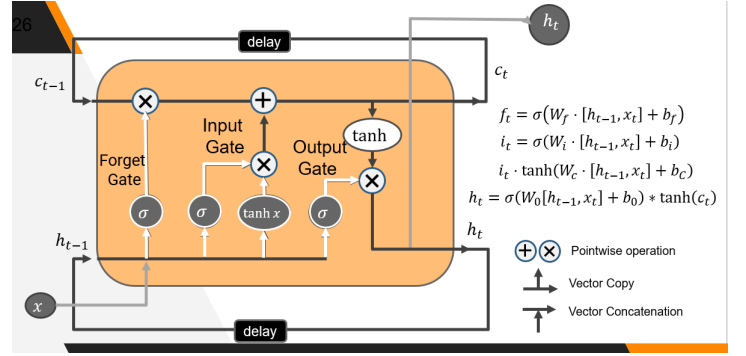 26
delay
h_t
c_{t-1}
c_t
×
+
tanh
Input
Gate
Output
Gate
Forget
Gate
×
×
σ
σ
tanh x
σ
h_{t-1}
h_t
x
delay
f_t = σ(W_f · [h_{t-1}, x_t] + b_f)
i_t = σ(W_i · [h_{t-1}, x_t] + b_i)
i_t · tanh(W_c · [h_{t-1}, x_t] + b_C)
h_t = σ(W_0[h_{t-1}, x_t] + b_0) * tanh(c_t)
+ × Pointwise operation
Vector Copy
Vector Concatenation